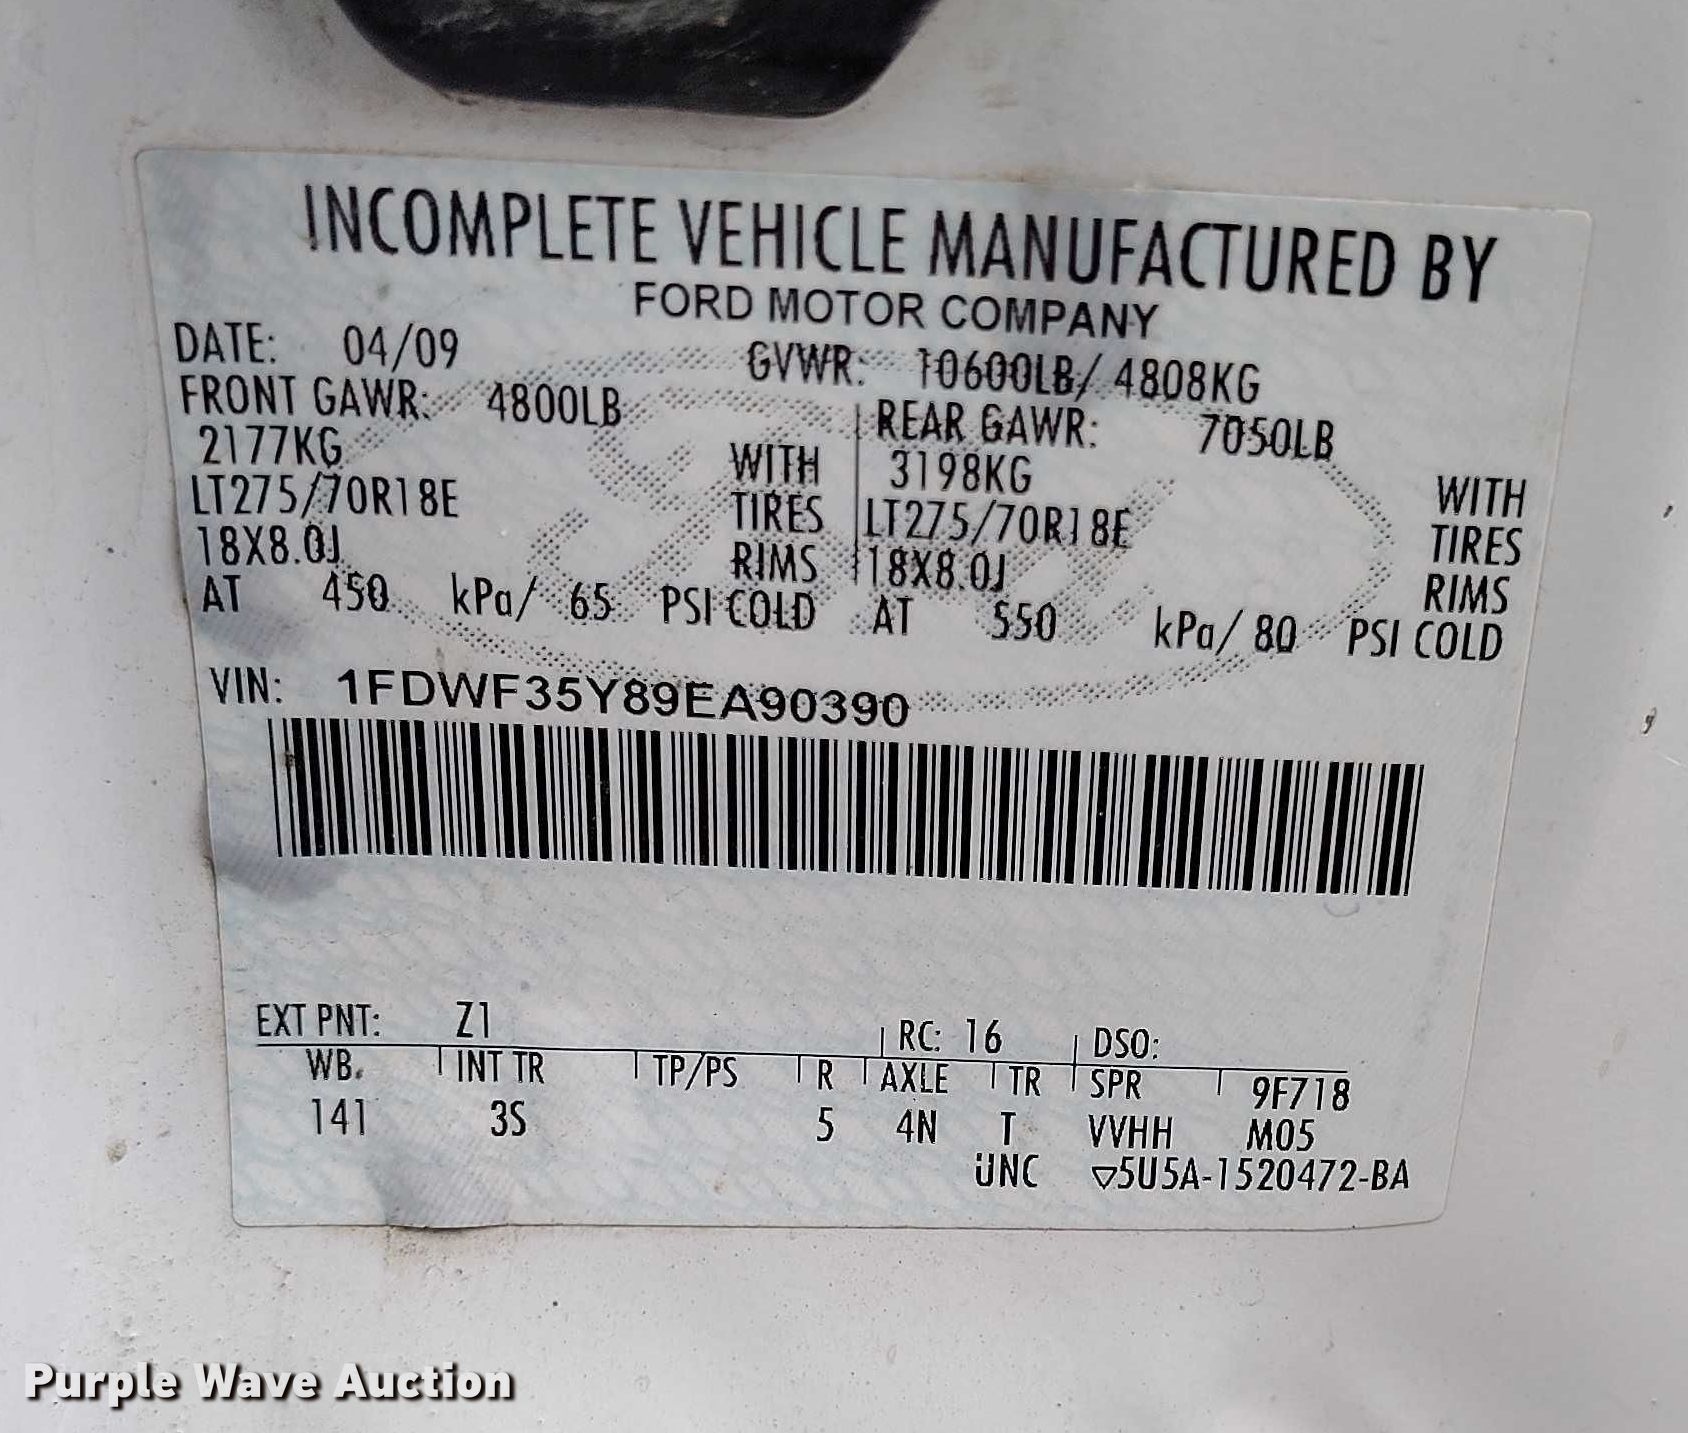 INCOMPLETE VEHICLE MANUFACTURED BY
FORD MOTOR COMPANY
DATE: 04/09 GVWR: 10600LB/ 4808KG
FRONT GAWR: 4800LB REAR GAWR: 7050LB
2177KG WITH 3198KG WITH
LT275/70R18E TIRES LT275/70R18E TIRES
18X8.0J RIMS 18X8.0J RIMS
AT 450 kPa/ 65 PSI COLD AT 550 kPa/ 80 PSI COLD
VIN: 1FDWF35Y89EA90390
EXT PNT: Z1 RC: 16 DSO:
WB. INT TR TP/PS R AXLE TR SPR 9F718
141 3S 5 4N T VVHH M05
UNC ▽5U5A-1520472-BA
Purple Wave Auction